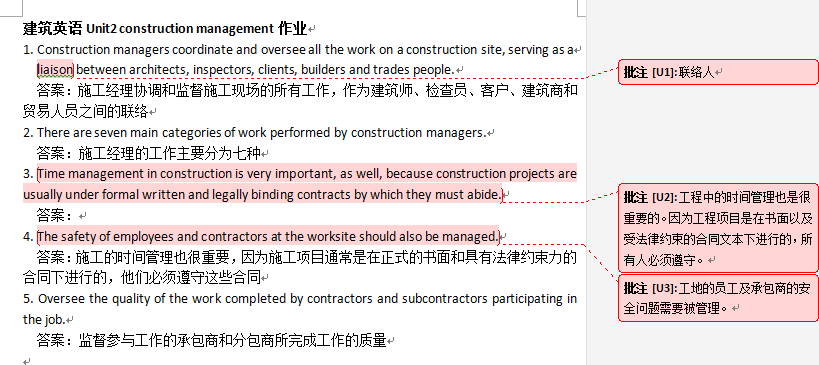 建筑英语 Unit2 construction management 作业
1. Construction managers coordinate and oversee all the work on a construction site, serving as a
liaison between architects, inspectors, clients, builders and trades people.
答案：施工经理协调和监督施工现场的所有工作，作为建筑师、检查员、客户、建筑商和
贸易人员之间的联络
2. There are seven main categories of work performed by construction managers.
答案：施工经理的工作主要分为七种
3. Time management in construction is very important, as well, because construction projects are
usually under formal written and legally binding contracts by which they must abide.
答案：
4. The safety of employees and contractors at the worksite should also be managed.
答案：施工的时间管理也很重要，因为施工项目通常是在正式的书面和具有法律约束力的
合同下进行的，他们必须遵守这些合同
5. Oversee the quality of the work completed by contractors and subcontractors participating in
the job.
答案：监督参与工作的承包商和分包商所完成工作的质量
批注 [U1]: 联络人
批注 [U2]: 工程中的时间管理也是很
重要的。因为工程项目是在书面以及
受法律约束的合同文本下进行的，所
有人必须遵守。
批注 [U3]: 工地的员工及承包商的安
全问题需要被管理。